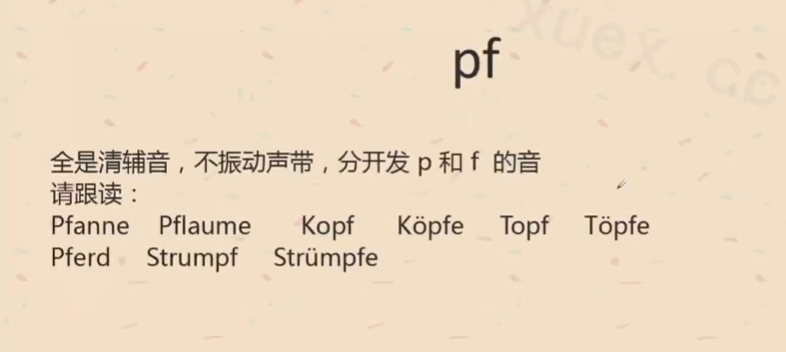 xuex. cc
pf
全是清辅音，不振动声带，分开发 p 和 f 的音
请跟读：
Pfanne Pflaume Kopf Köpfe Topf Töpfe
Pferd Strumpf Strümpfe